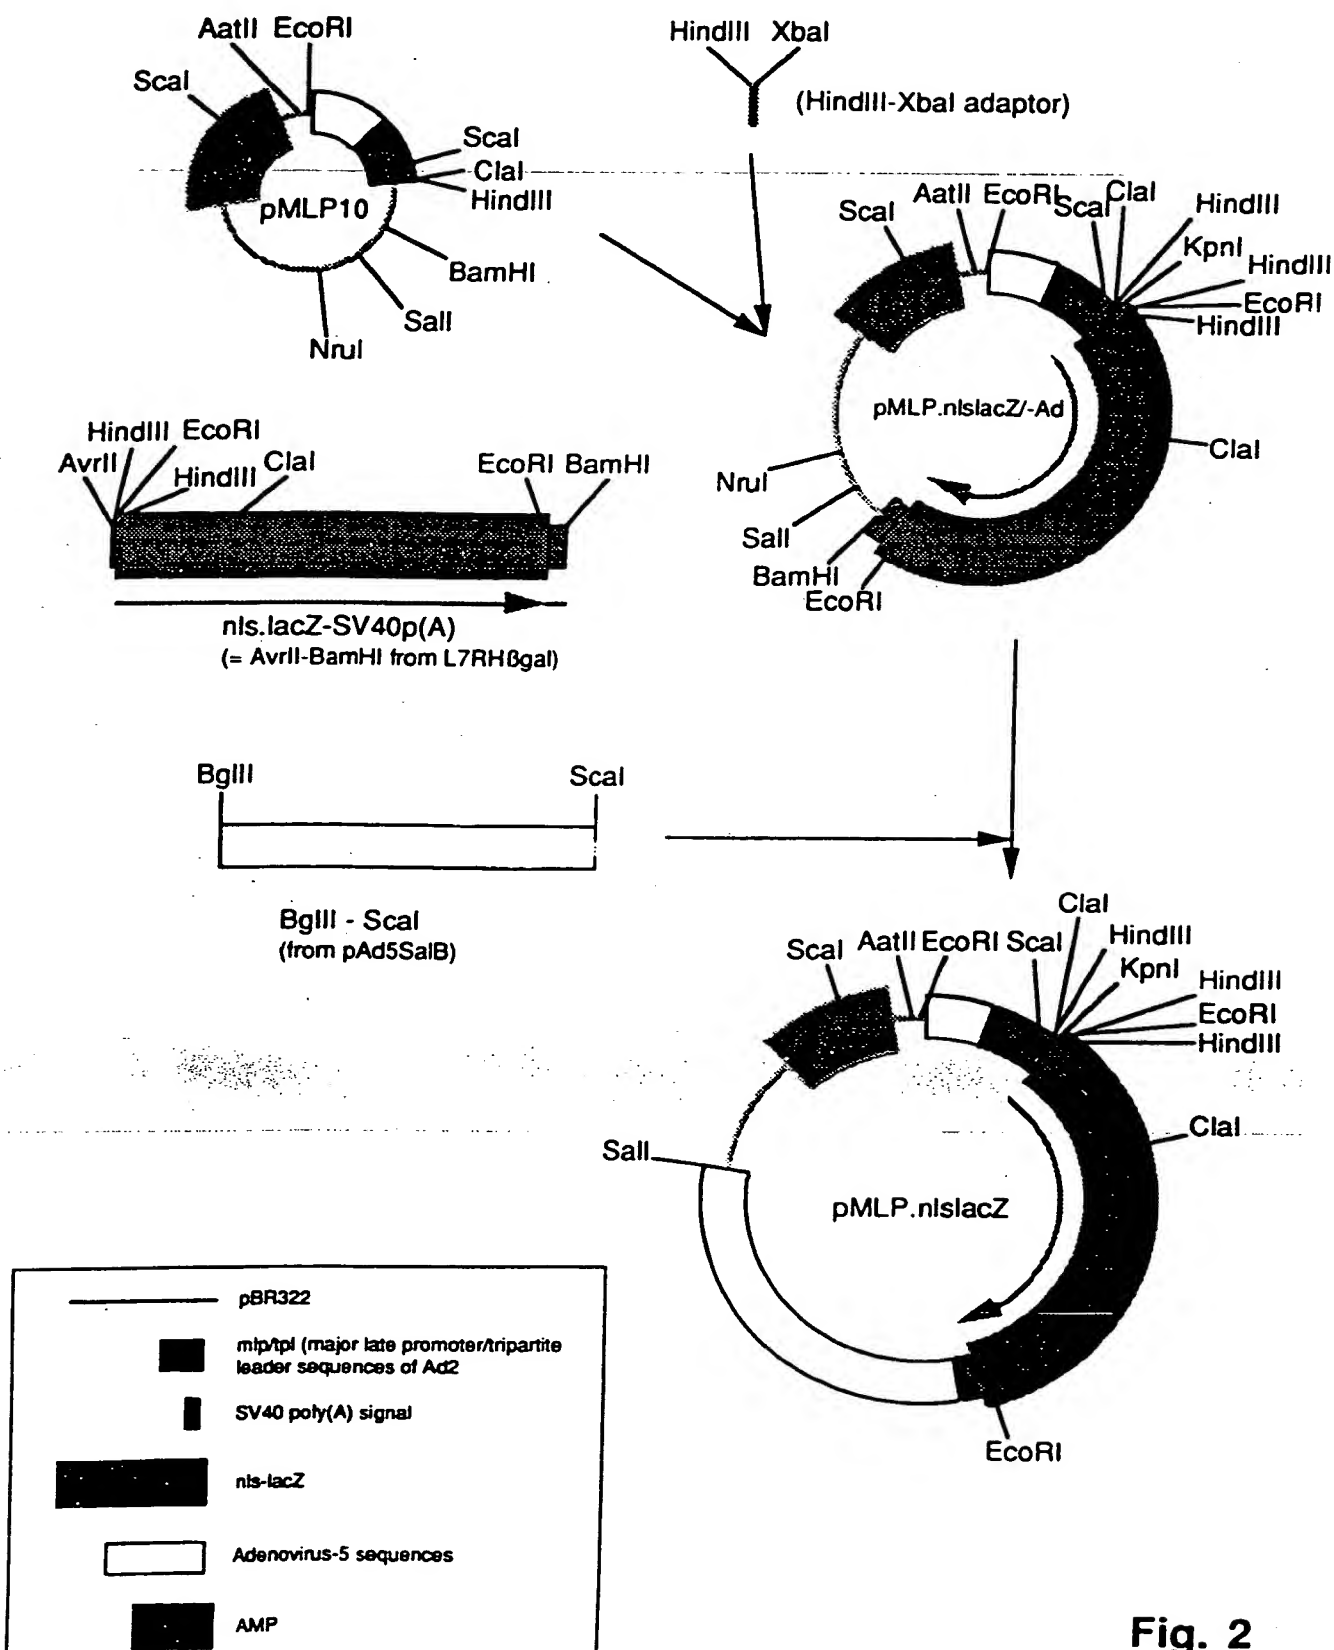 AatII EcoRI
ScaI
ScaI
ClaI
HindIII
pMLP10
BamHI
SalI
NruI
HindIII XbaI
(HindIII-XbaI adaptor)
ScaI
AatII
EcoRI
ScaI
ClaI
HindIII
KpnI
HindIII
EcoRI
HindIII
pMLP.nlslacZ/-Ad
ClaI
NruI
SalI
BamHI
EcoRI
HindIII EcoRI
AvrII
HindIII
ClaI
EcoRI BamHI
nls.lacZ-SV40p(A)
(= AvrII-BamHI from L7RHßgal)
BglII
ScaI
BglII - ScaI
(from pAd5SalB)
ClaI
ScaI
AatII EcoRI ScaI
HindIII
KpnI
HindIII
EcoRI
HindIII
ClaI
SalI
pMLP.nlslacZ
EcoRI
pBR322
mlp/tpl (major late promoter/tripartite
leader sequences of Ad2
SV40 poly(A) signal
nls-lacZ
Adenovirus-5 sequences
AMP
Fig. 2